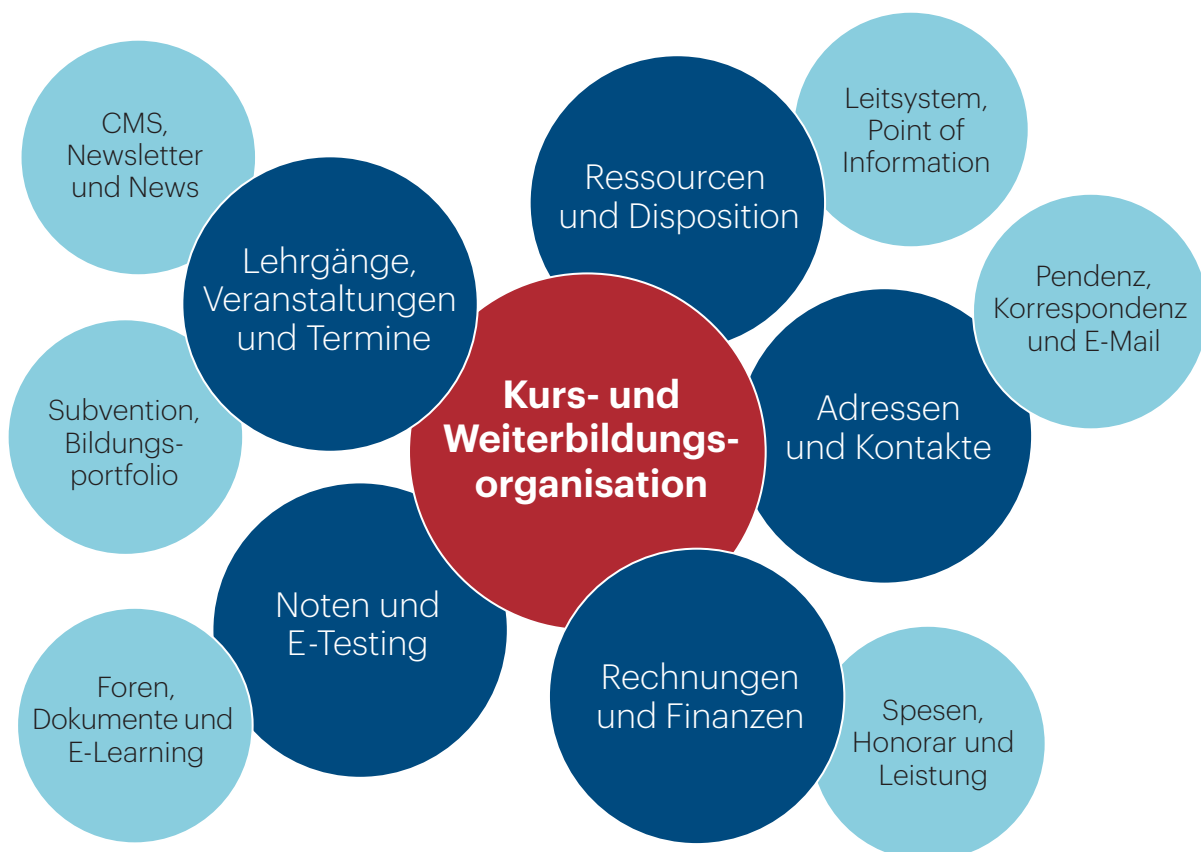 CMS,
Newsletter
und News
Leitsystem,
Point of
Information
Ressourcen
und Disposition
Lehrgänge,
Veranstaltungen
und Termine
Pendenz,
Korrespondenz
und E-Mail
Kurs- und
Weiterbildungs-
organisation
Adressen
und Kontakte
Subvention,
Bildungs-
portfolio
Noten und
E-Testing
Rechnungen
und Finanzen
Foren,
Dokumente und
E-Learning
Spesen,
Honorar und
Leistung